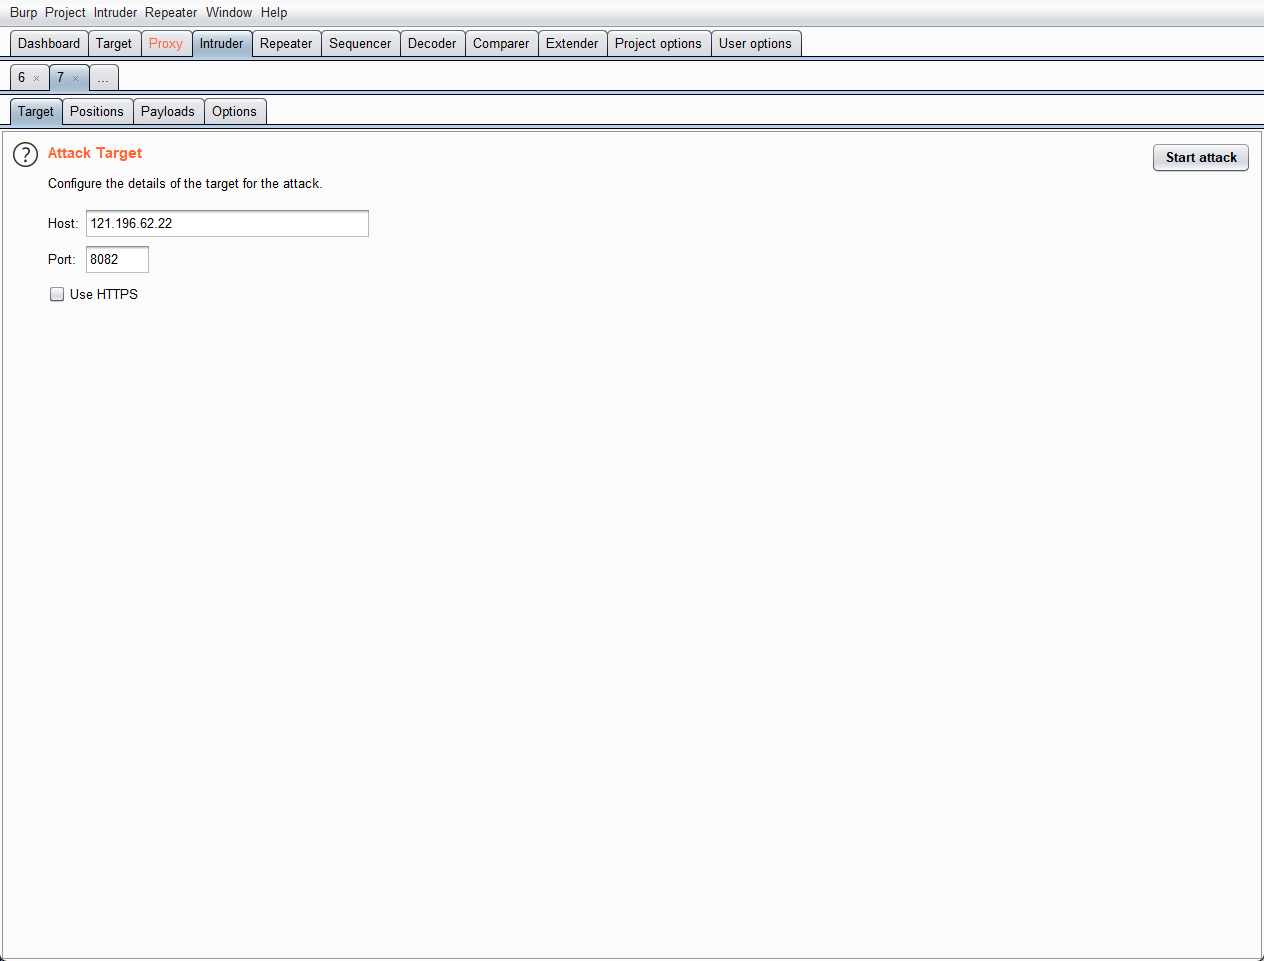 Burp Project Intruder Repeater Window Help
Dashboard Target Proxy Intruder Repeater Sequencer Decoder Comparer Extender Project options User options
6 × 7 × ...
Target Positions Payloads Options
? Attack Target Start attack
Configure the details of the target for the attack.
Host: 121.196.62.22
Port: 8082
Use HTTPS